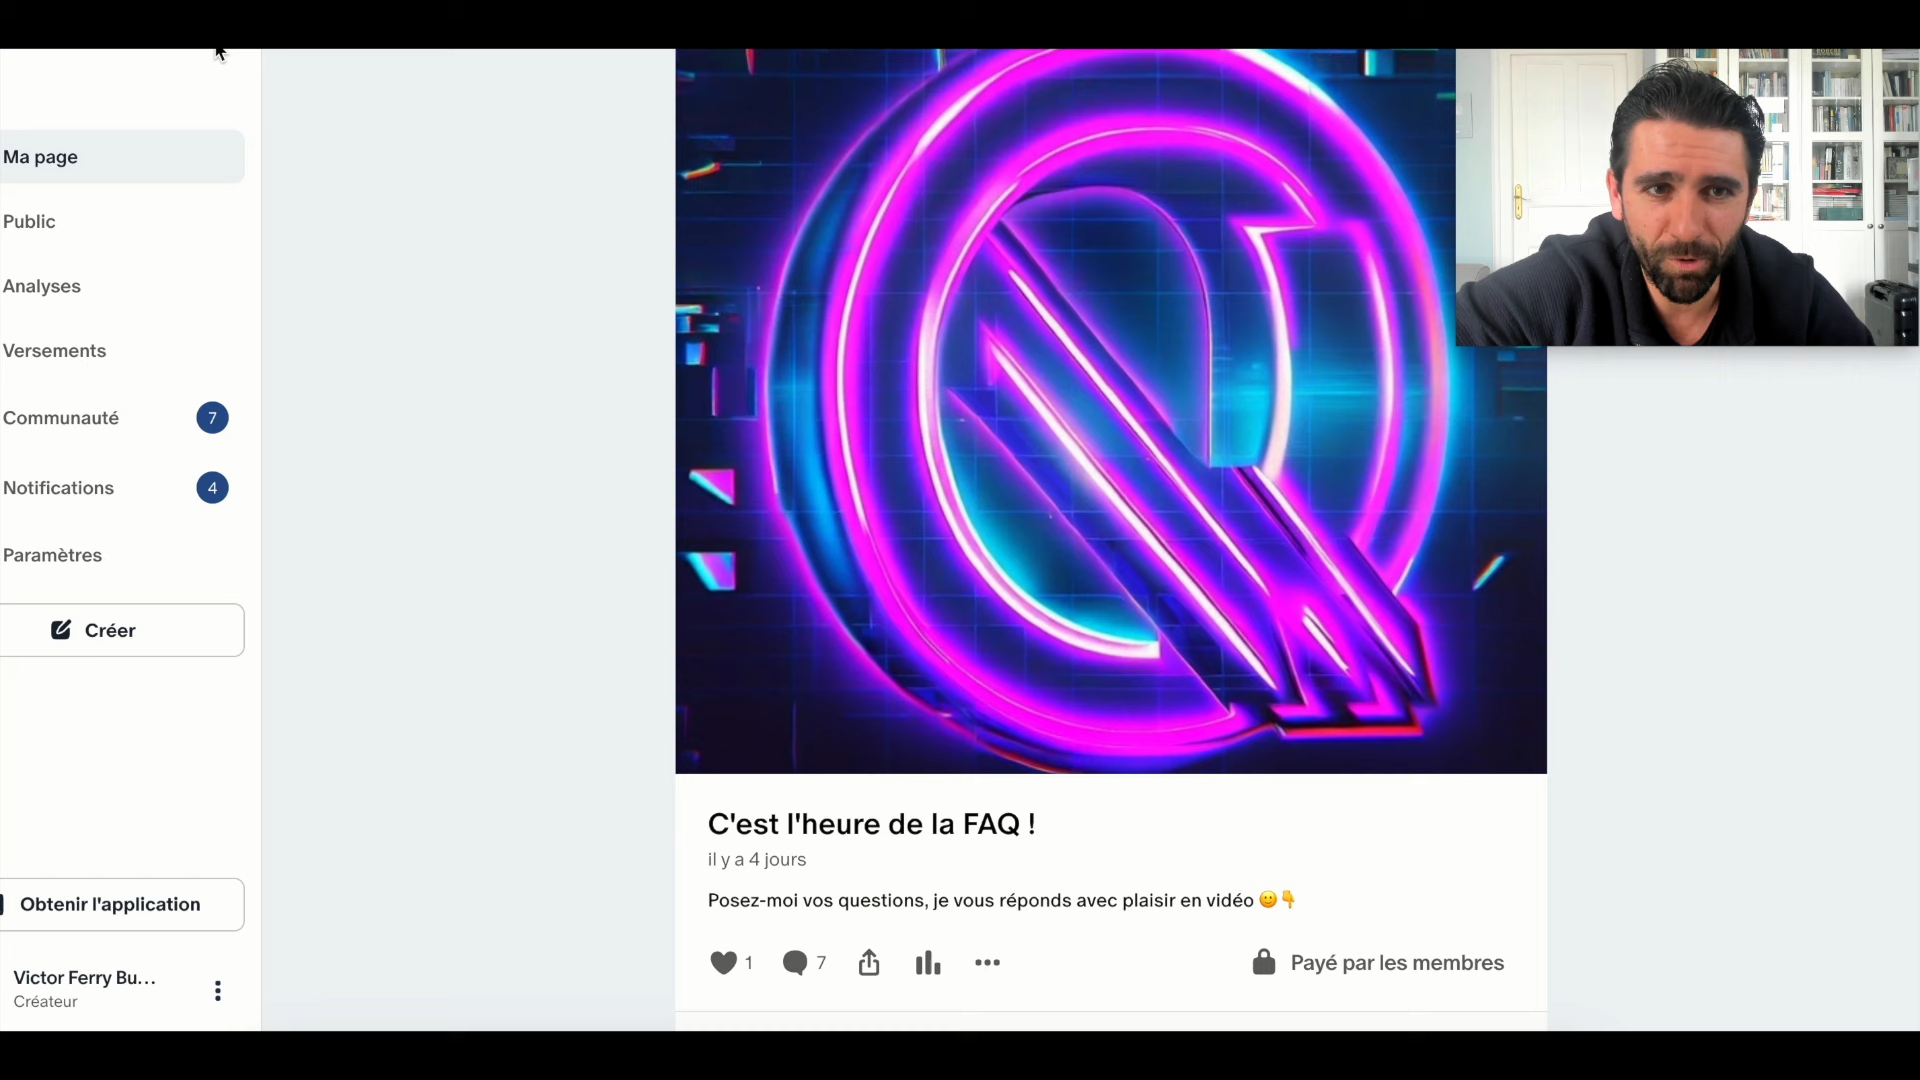 Ma page
Public
Analyses
Versements
Communauté 7
Notifications 4
Paramètres
Créer
Obtenir l'application
Victor Ferry Bu...
Créateur
C'est l'heure de la FAQ !
il y a 4 jours
Posez-moi vos questions, je vous réponds avec plaisir en vidéo 🙂👇
1 7 Payé par les membres